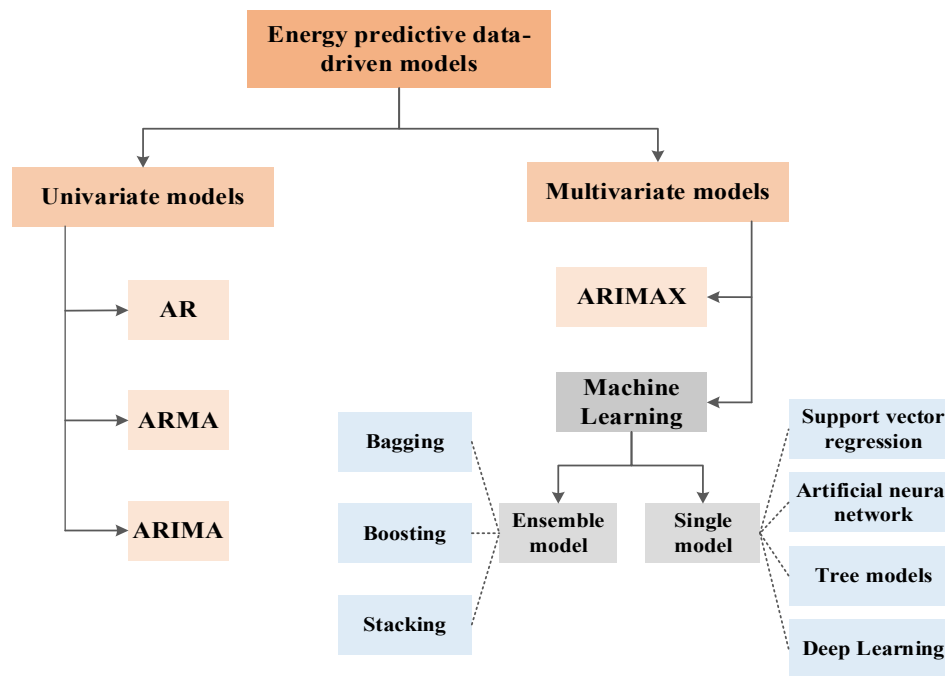 Energy predictive data-
driven models
Univariate models
Multivariate models
AR
ARIMAX
ARMA
ARIMA
Machine
Learning
Bagging
Boosting
Stacking
Ensemble
model
Single
model
Support vector
regression
Artificial neural
network
Tree models
Deep Learning